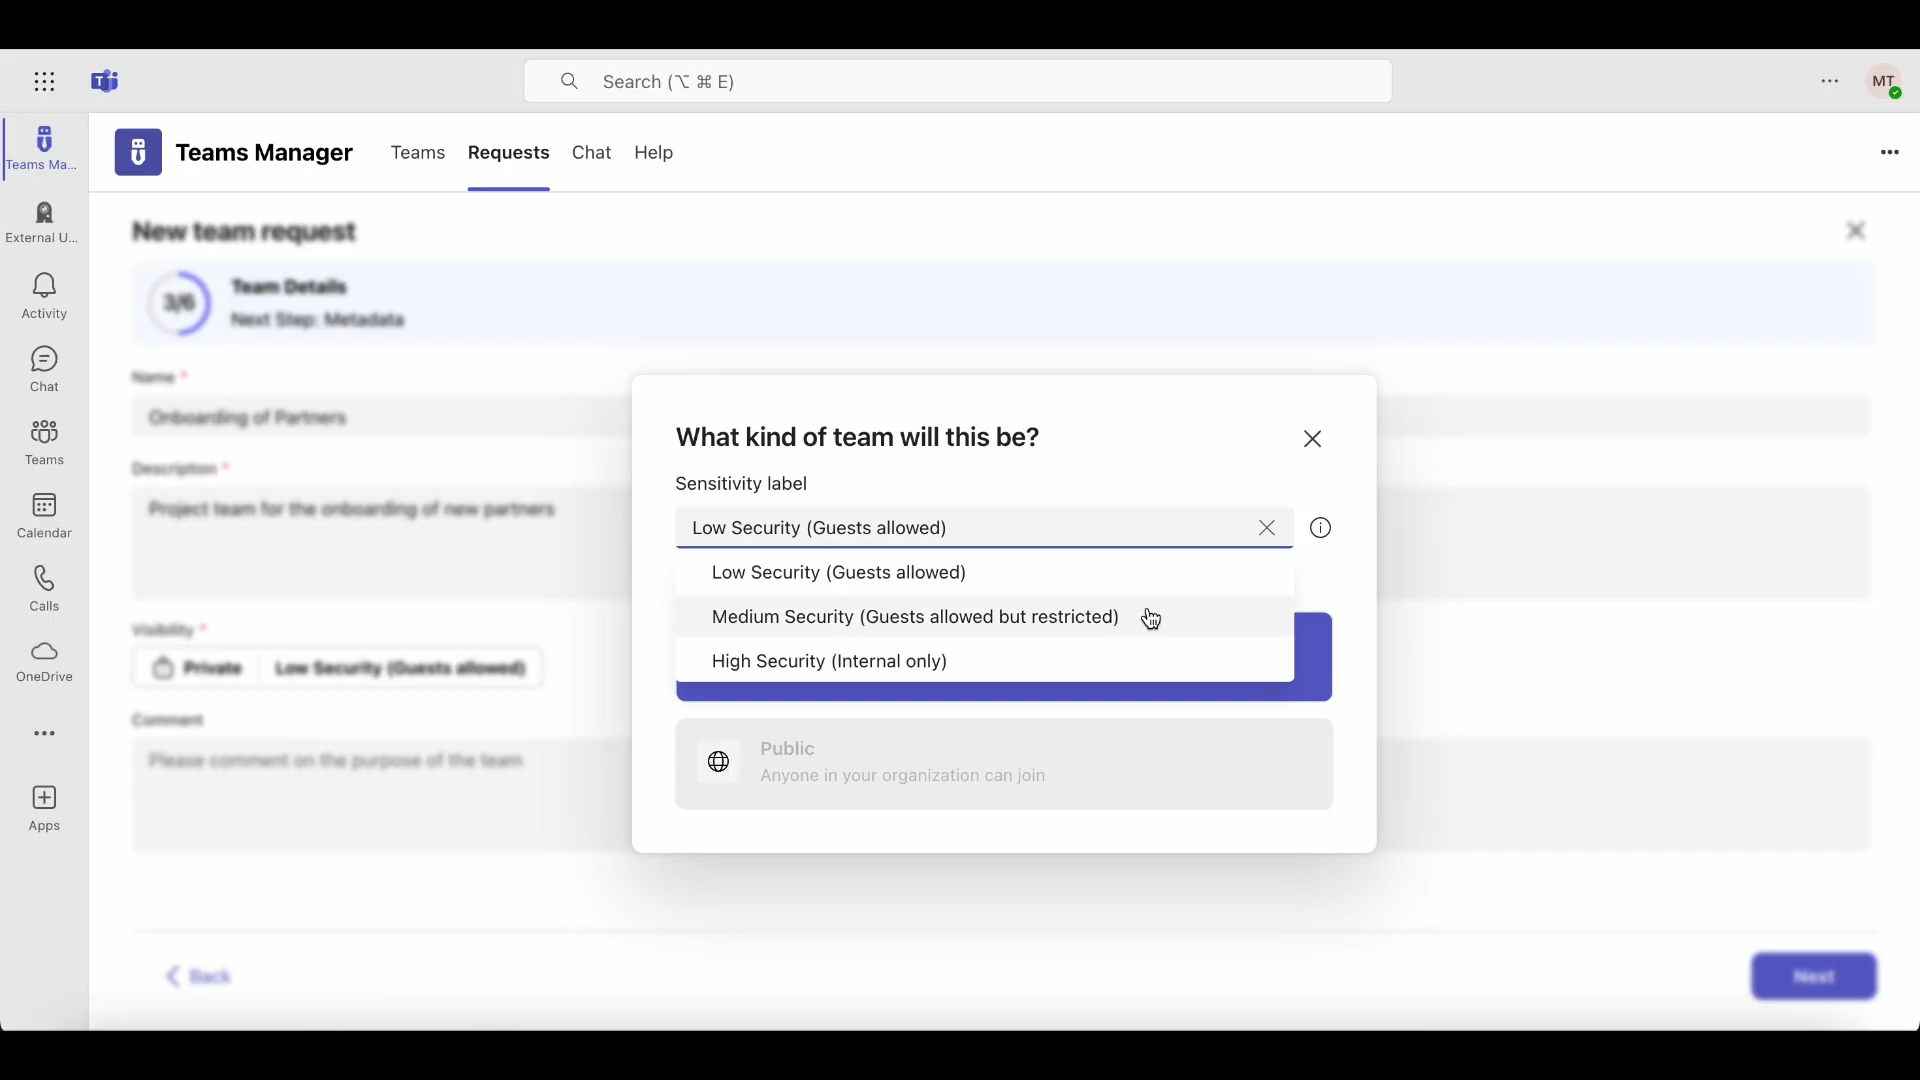 Search (⌥ ⌘ E)
MT
Teams Ma...
External U...
Activity
Chat
Teams
Calendar
Calls
OneDrive
Apps
Teams Manager Teams Requests Chat Help
New team request
3/6
Team Details
Next Step: Metadata
Name *
Onboarding of Partners
Description *
Project team for the onboarding of new partners
Visibility *
Private Low Security (Guests allowed)
Comment
Please comment on the purpose of the team
Back
Next
What kind of team will this be?
Sensitivity label
Low Security (Guests allowed)
Low Security (Guests allowed)
Medium Security (Guests allowed but restricted)
High Security (Internal only)
Public
Anyone in your organization can join